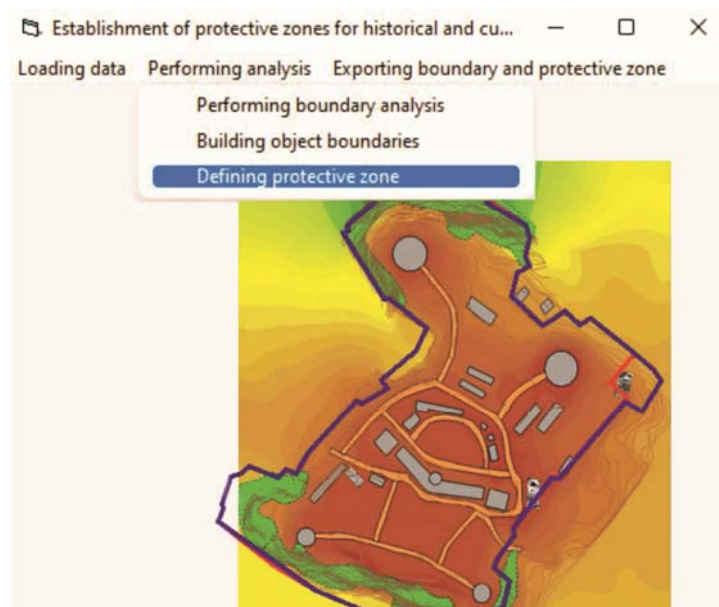 Establishment of protective zones for historical and cu...
Loading data Performing analysis Exporting boundary and protective zone
Performing boundary analysis
Building object boundaries
Defining protective zone